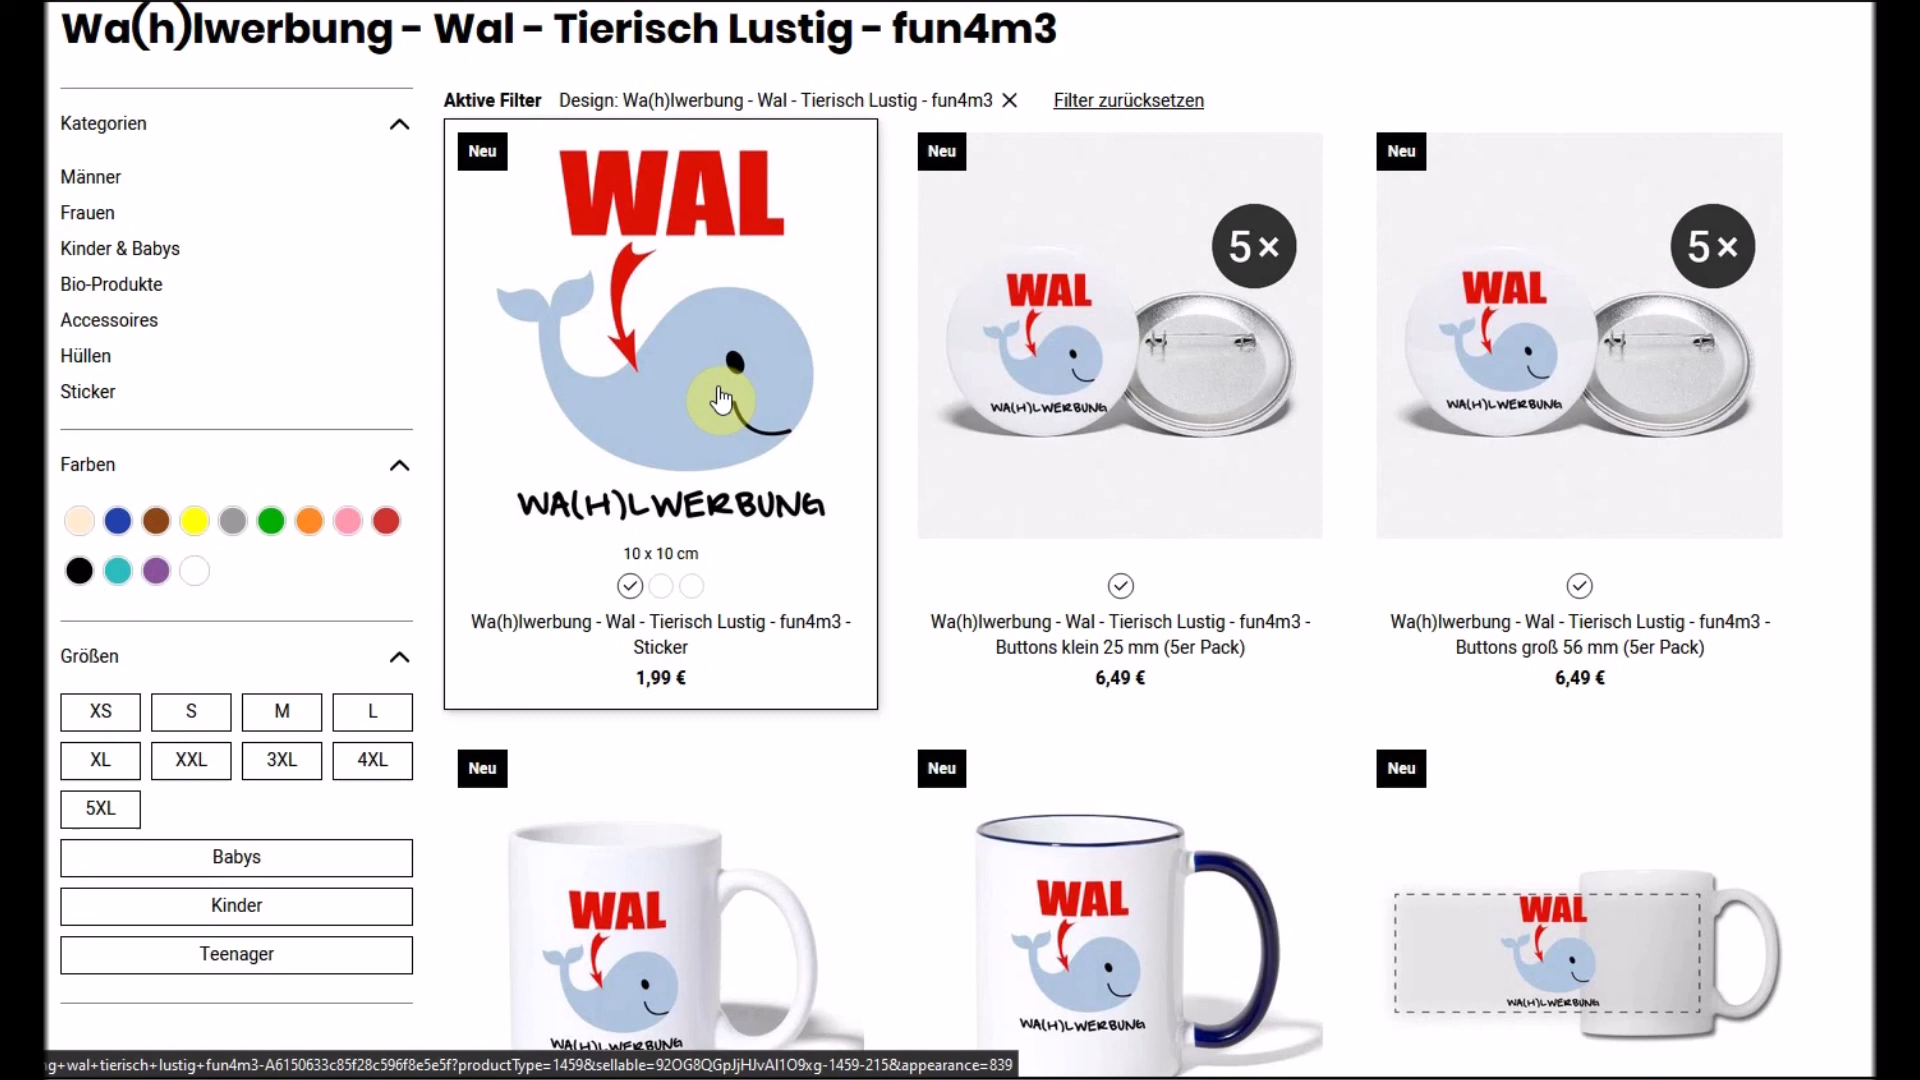 Wa(h)lwerbung - Wal - Tierisch Lustig - fun4m3
Aktive Filter Design: Wa(h)lwerbung - Wal - Tierisch Lustig - fun4m3 Filter zurücksetzen
Kategorien
Männer
Frauen
Kinder & Babys
Bio-Produkte
Accessoires
Hüllen
Sticker
Farben
Größen
XS S M L
XL XXL 3XL 4XL
5XL
Babys
Kinder
Teenager
Neu
WAL
WA(H)LWERBUNG
10 x 10 cm
Wa(h)lwerbung - Wal - Tierisch Lustig - fun4m3 -
Sticker
1,99 €
Neu
5×
WAL
WA(H)LWERBUNG
Wa(h)lwerbung - Wal - Tierisch Lustig - fun4m3 -
Buttons klein 25 mm (5er Pack)
6,49 €
Neu
5×
WAL
WA(H)LWERBUNG
Wa(h)lwerbung - Wal - Tierisch Lustig - fun4m3 -
Buttons groß 56 mm (5er Pack)
6,49 €
Neu
WAL
WA(H)LWERBUNG
Neu
WAL
WA(H)LWERBUNG
Neu
WAL
WA(H)LWERBUNG
ng+wal+tierisch+lustig+fun4m3-A6150633c85f28c596f8e5e5f?productType=1459&sellable=92OG8QGpJjHJvAl1O9xg-1459-215&appearance=839